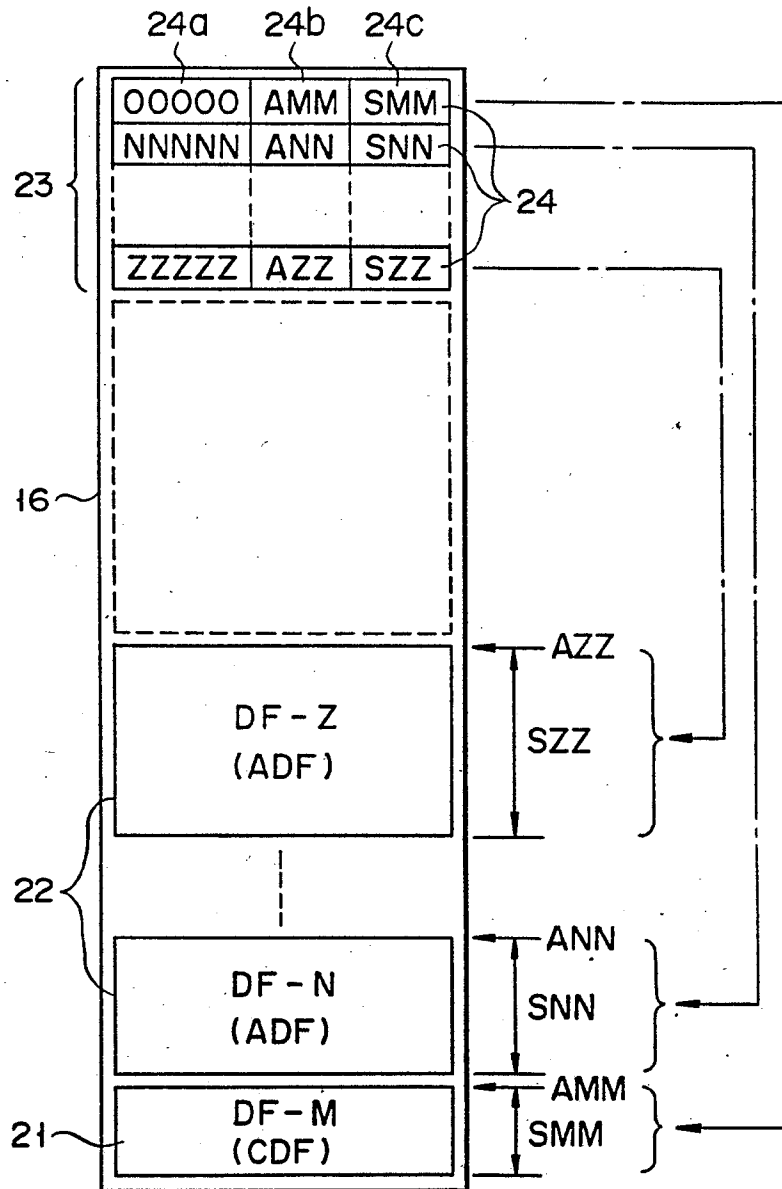 24a 24b 24c
OOOOO AMM SMM
NNNNN ANN SNN
23
24
ZZZZZ AZZ SZZ
16
AZZ
DF-Z
(ADF)
SZZ
22
ANN
DF-N
(ADF)
SNN
AMM
21
DF-M
(CDF)
SMM